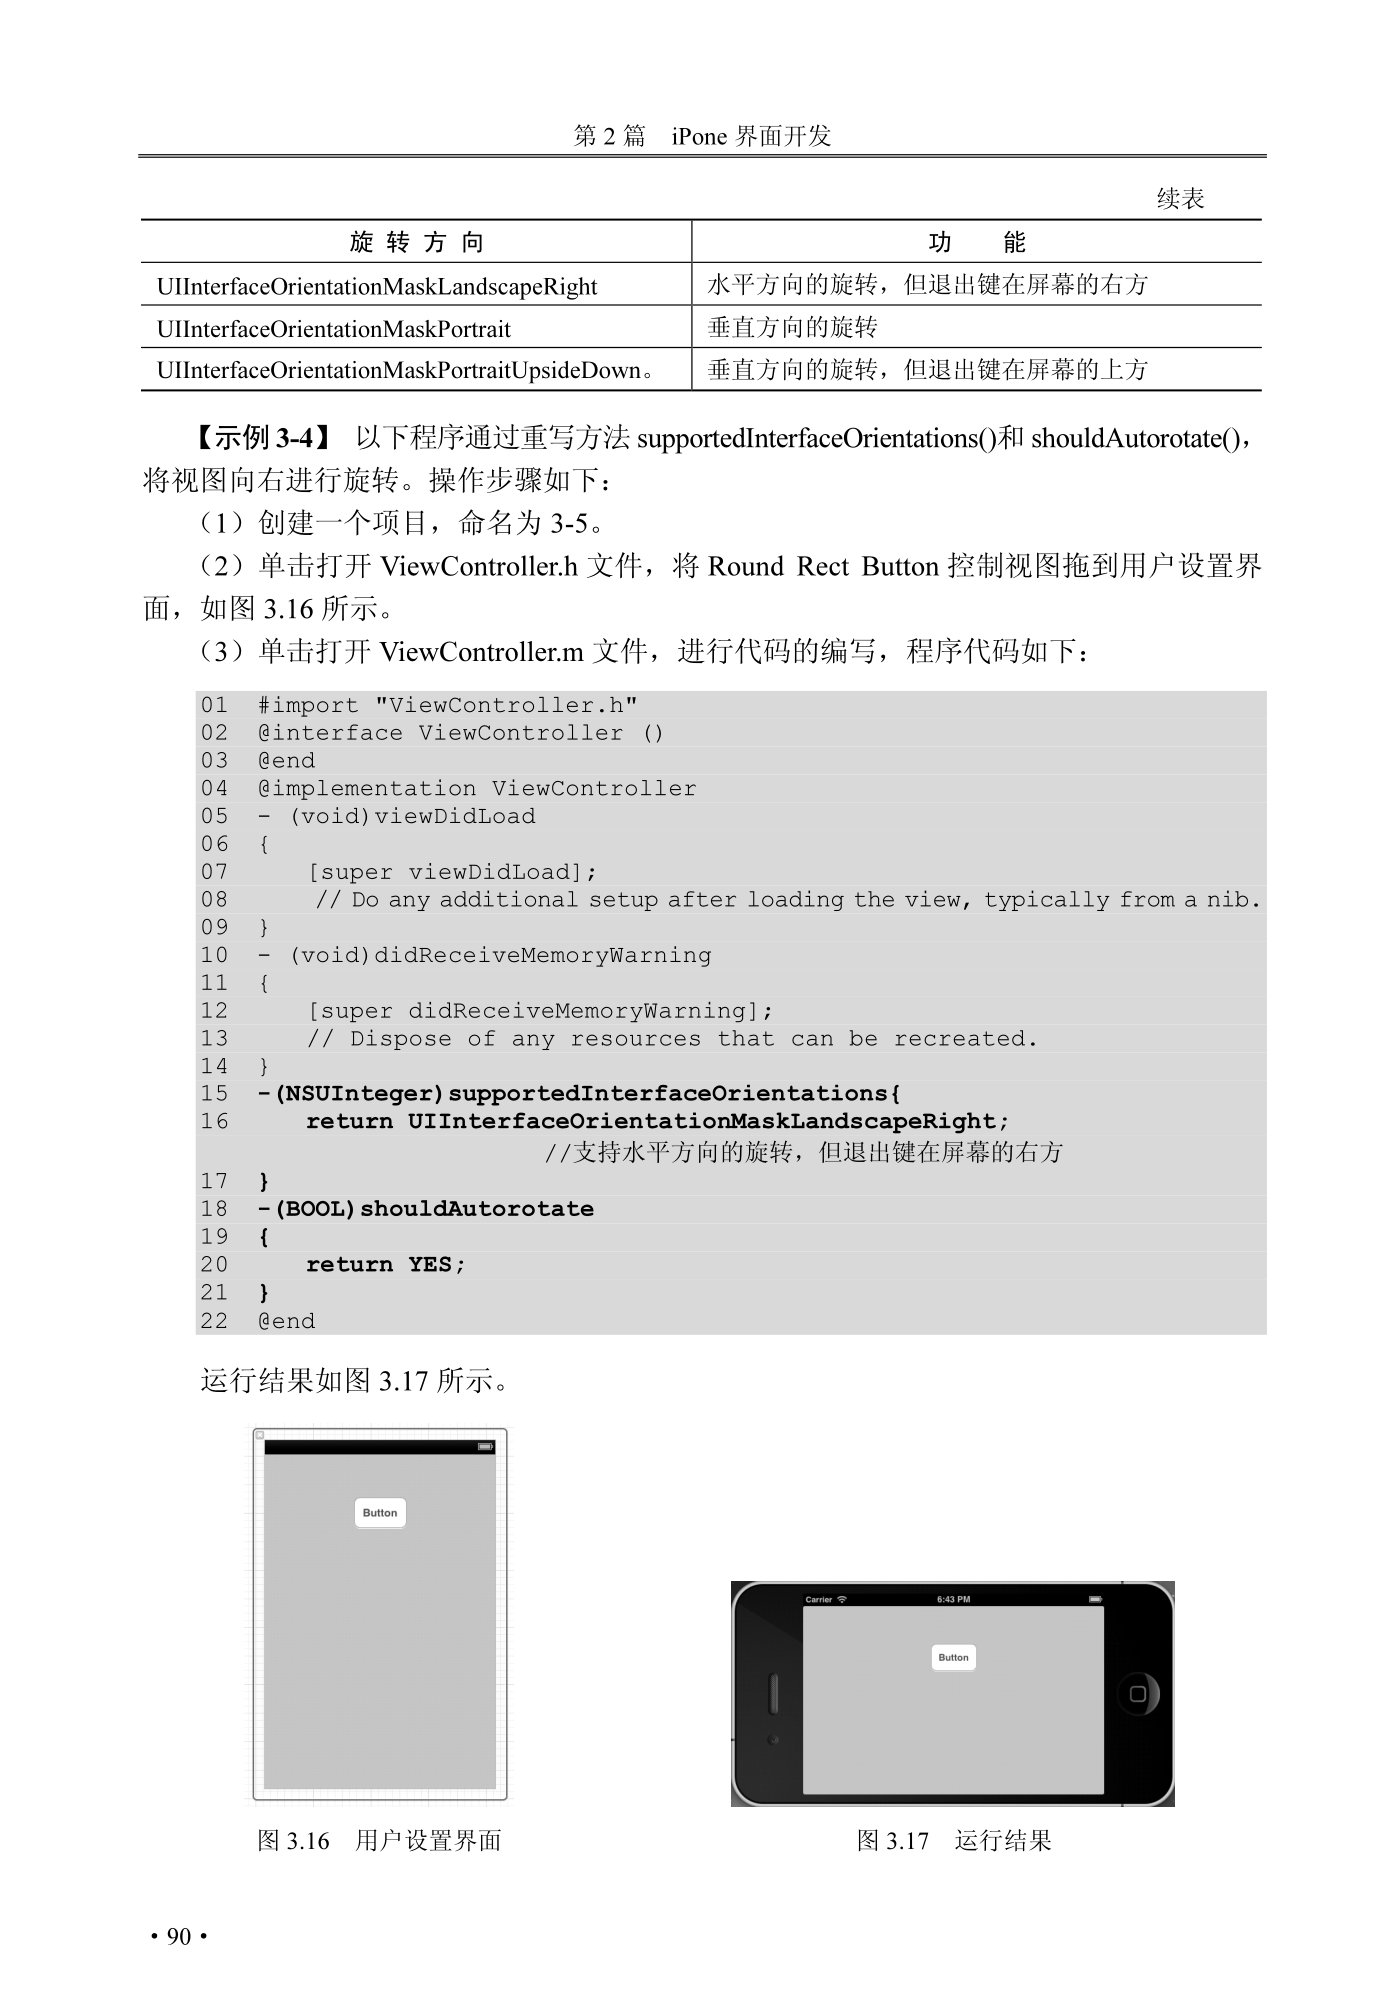 第 2 篇　iPone 界面开发
续表
旋 转 方 向　功　能
UIInterfaceOrientationMaskLandscapeRight　水平方向的旋转，但退出键在屏幕的右方
UIInterfaceOrientationMaskPortrait　垂直方向的旋转
UIInterfaceOrientationMaskPortraitUpsideDown。　垂直方向的旋转，但退出键在屏幕的上方
【示例 3-4】　以下程序通过重写方法 supportedInterfaceOrientations()和 shouldAutorotate()，
将视图向右进行旋转。操作步骤如下：
（1）创建一个项目，命名为 3-5。
（2）单击打开 ViewController.h 文件，将 Round Rect Button 控制视图拖到用户设置界
面，如图 3.16 所示。
（3）单击打开 ViewController.m 文件，进行代码的编写，程序代码如下：
01 #import "ViewController.h"
02 @interface ViewController ()
03 @end
04 @implementation ViewController
05 - (void)viewDidLoad
06 {
07 [super viewDidLoad];
08 // Do any additional setup after loading the view, typically from a nib.
09 }
10 - (void)didReceiveMemoryWarning
11 {
12 [super didReceiveMemoryWarning];
13 // Dispose of any resources that can be recreated.
14 }
15 -(NSUInteger)supportedInterfaceOrientations{
16 return UIInterfaceOrientationMaskLandscapeRight;
//支持水平方向的旋转，但退出键在屏幕的右方
17 }
18 -(BOOL)shouldAutorotate
19 {
20 return YES;
21 }
22 @end
运行结果如图 3.17 所示。
Button
Carrier 6:43 PM
Button
图 3.16　用户设置界面
图 3.17　运行结果
• 90 •